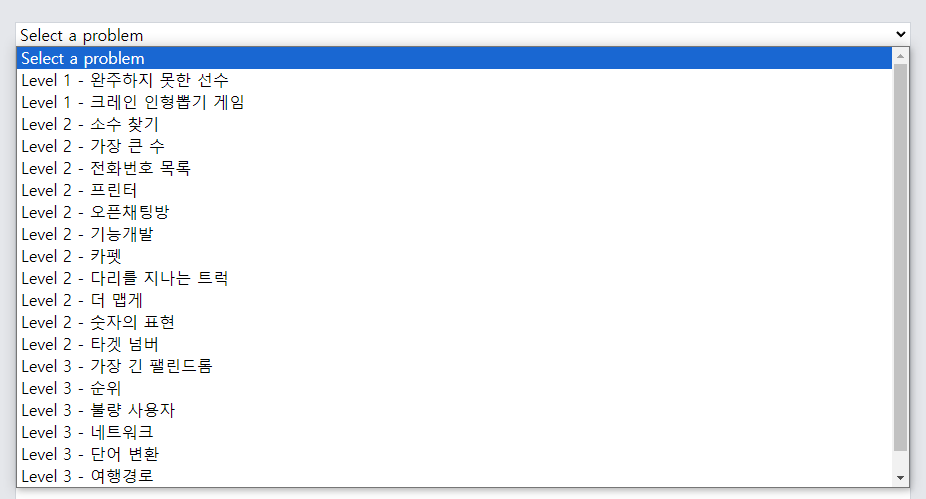 Select a problem
Select a problem
Level 1 - 완주하지 못한 선수
Level 1 - 크레인 인형뽑기 게임
Level 2 - 소수 찾기
Level 2 - 가장 큰 수
Level 2 - 전화번호 목록
Level 2 - 프린터
Level 2 - 오픈채팅방
Level 2 - 기능개발
Level 2 - 카펫
Level 2 - 다리를 지나는 트럭
Level 2 - 더 맵게
Level 2 - 숫자의 표현
Level 2 - 타겟 넘버
Level 3 - 가장 긴 팰린드롬
Level 3 - 순위
Level 3 - 불량 사용자
Level 3 - 네트워크
Level 3 - 단어 변환
Level 3 - 여행경로